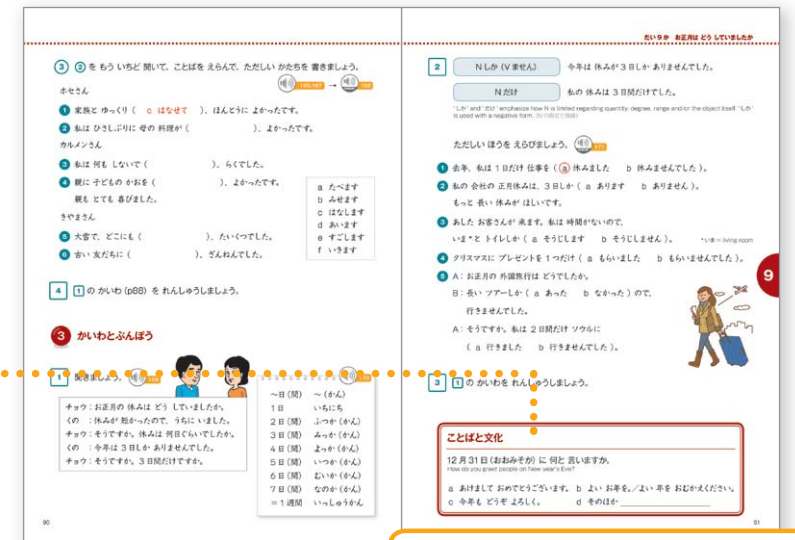 ③ ② を もう いちど 聞いて、ことばを えらんで、ただしい かたちを 書きましょう。
ホセさん
❶ 家族と ゆっくり ( c はなせて )、ほんとうに よかったです。
❷ 私は ひさしぶりに 母の 料理が ( )、よかったです。
カルメンさん
❸ 私は 何も しないで ( )、らくでした。
❹ 親に 子どもの かおを ( )、よかったです。
親も とても 喜びました。
きやまさん
❺ 大雪で、どこにも ( )、たいくつでした。
❻ 古い 友だちに ( )、ざんねんでした。
a たべます
b みせます
c はなします
d あいます
e すごします
f いきます
4 1 の かいわ (p88) を れんしゅうしましょう。
3 かいわとぶんぽう
1 聞きましょう。
チョウ：お正月の 休みは どう していましたか。
くの ：休みが 短かったので、うちに いました。
チョウ：そうですか。休みは 何日ぐらいでしたか。
くの ：今年は 3日しか ありませんでした。
チョウ：そうですか。3日間だけですか。
～日(間) ～(かん)
1日 いちにち
2日(間) ふつか(かん)
3日(間) みっか(かん)
4日(間) よっか(かん)
5日(間) いつか(かん)
6日(間) むいか(かん)
7日(間) なのか(かん)
=1週間 いっしゅうかん
90
だい9か お正月は どう していましたか
2 Nしか (Vません) 今年は 休みが3日しか ありませんでした。
Nだけ 私の 休みは 3日間だけでした。
"しか" and "だけ" emphasize how N is limited regarding quantity, degree, range and/or the object itself. "しか"
is used with a negative form.
ただしい ほうを えらびましょう。
❶ 去年、私は 1日だけ 仕事を ( a 休みました b 休みませんでした )。
❷ 私の 会社の 正月休みは、3日しか ( a あります b ありません )。
もっと 長い 休みが ほしいです。
❸ あした お客さんが 来ます。私は 時間がないので、
いま*と トイレしか ( a そうじします b そうじしません )。 *いま = living room
❹ クリスマスに プレゼントを 1つだけ ( a もらいました b もらいませんでした )。
❺ A：お正月の 外国旅行は どうでしたか。
B：長い ツアーしか ( a あった b なかった ) ので、
行きませんでした。
A：そうですか。私は 2日間だけ ソウルに
( a 行きました b 行きませんでした )。
9
3 1 の かいわを れんしゅうしましょう。
ことばと文化
12月31日(おおみそか)に 何と 言いますか。
How do you greet people on New year's Eve?
a あけまして おめでとうございます。 b よい お年を。／よい 年を おむかえください。
c 今年も どうぞ よろしく。 d そのほか
91